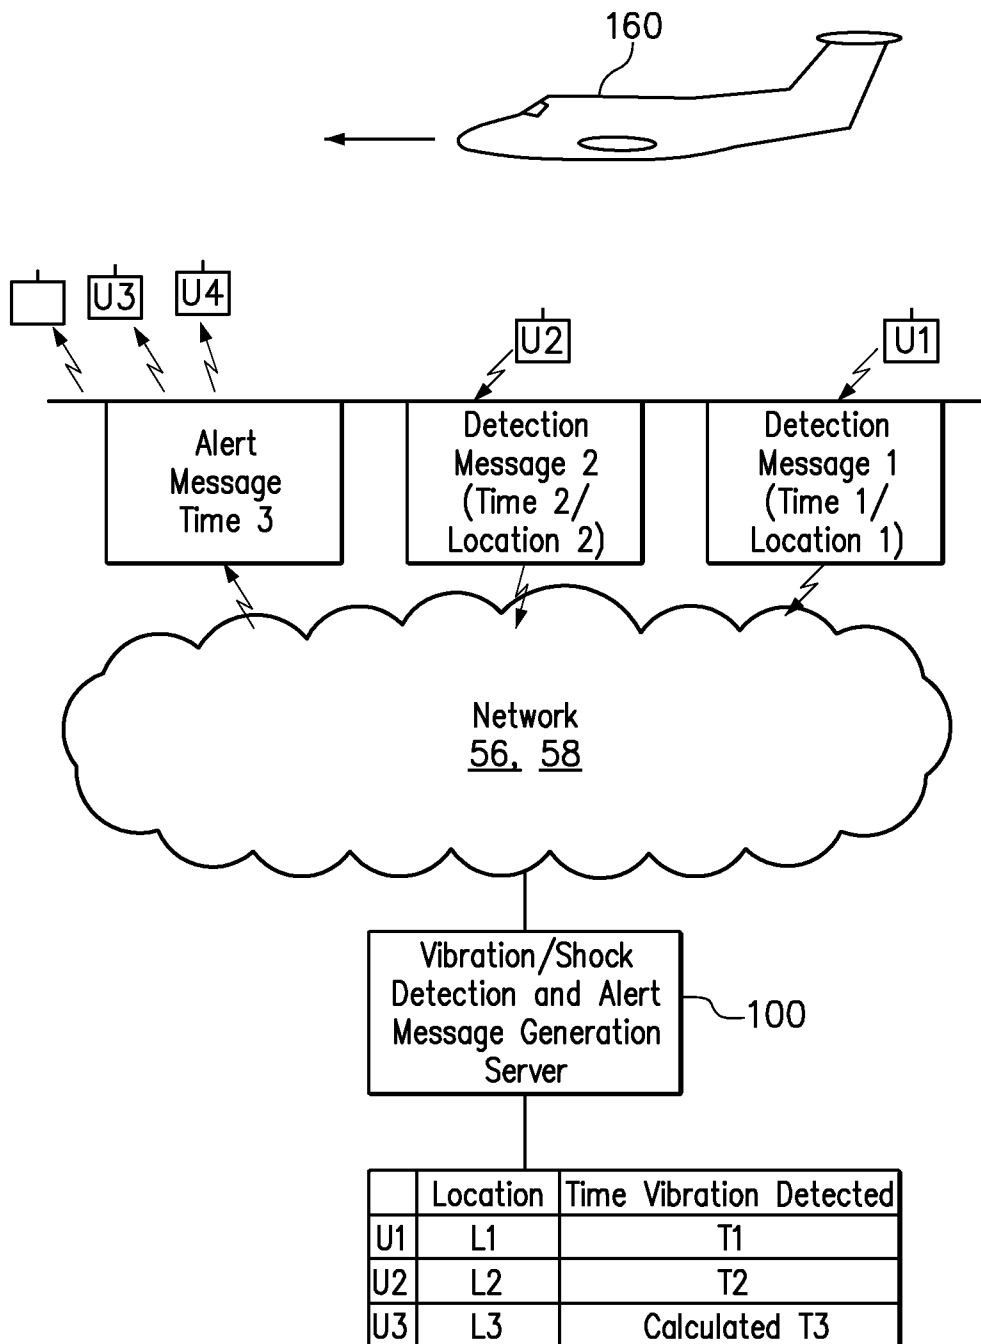 160
U3
U4
U2
U1
Alert
Message
Time 3
Detection
Message 2
(Time 2/
Location 2)
Detection
Message 1
(Time 1/
Location 1)
Network
56, 58
Vibration/Shock
Detection and Alert
Message Generation
Server
100
Location Time Vibration Detected
U1 L1 T1
U2 L2 T2
U3 L3 Calculated T3